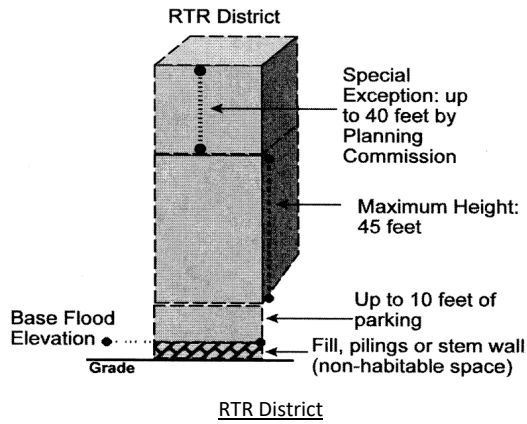 RTR District
Special
Exception: up
to 40 feet by
Planning
Commission
Maximum Height:
45 feet
Up to 10 feet of
parking
Base Flood
Elevation
Fill, pilings or stem wall
(non-habitable space)
Grade
RTR District